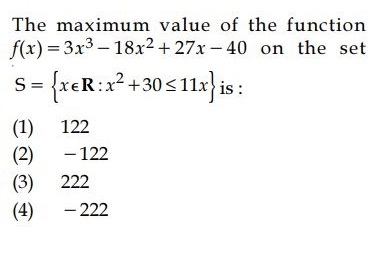 The maximum value of the function
f(x) = 3x³ – 18x² + 27x – 40 on the set
S = {xϵR : x² + 30 ≤ 11x} is :
(1) 122
(2) – 122
(3) 222
(4) – 222